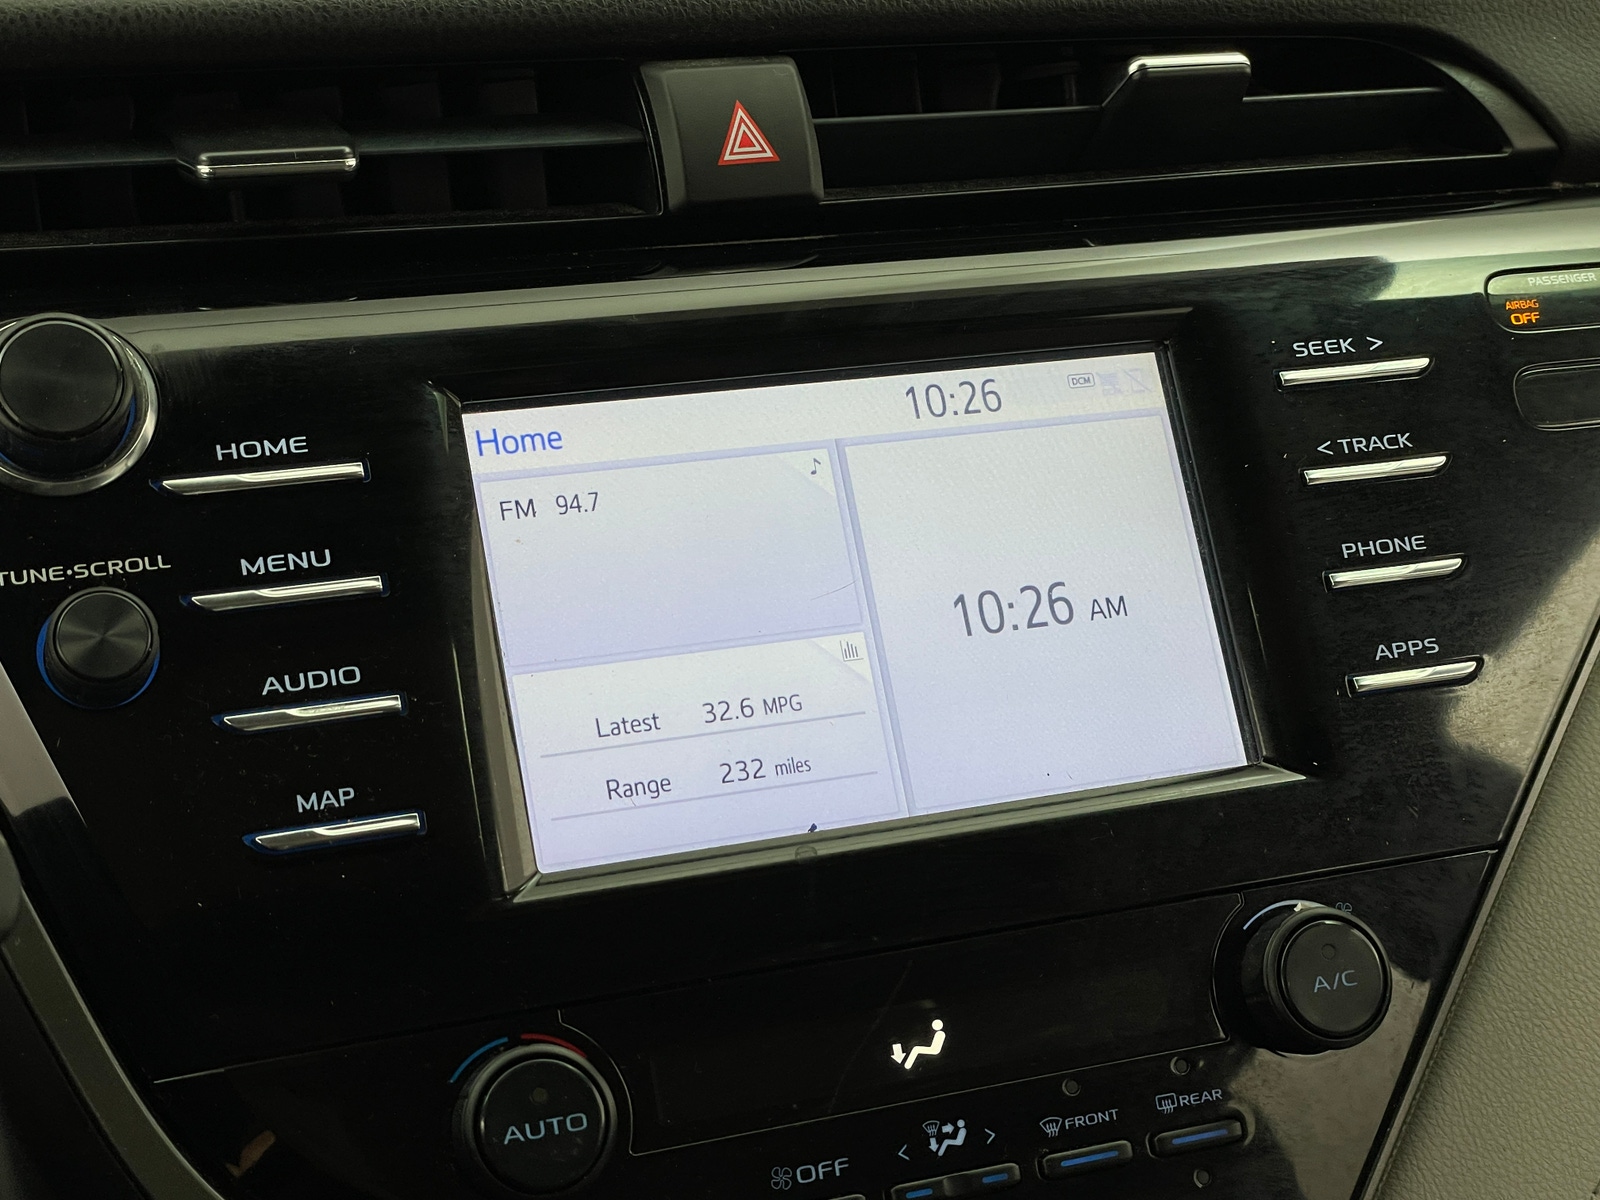 PASSENGER
AIRBAG
OFF
SEEK >
< TRACK
PHONE
APPS
HOME
TUNE•SCROLL
MENU
AUDIO
MAP
10:26
DCM
Home
FM 94.7
10:26 AM
Latest 32.6 MPG
Range 232 miles
A/C
AUTO
OFF
< >
FRONT
REAR